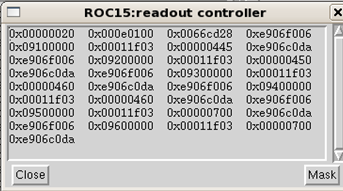 ROC15:readout controller
0x00000020 0x000e0100 0x0066cd28 0xe906f006
0x09100000 0x00011f03 0x00000445 0xe906c0da
0xe906f006 0x09200000 0x00011f03 0x00000450
0xe906c0da 0xe906f006 0x09300000 0x00011f03
0x00000460 0xe906c0da 0xe906f006 0x09400000
0x00011f03 0x00000460 0xe906c0da 0xe906f006
0x09500000 0x00011f03 0x00000700 0xe906c0da
0xe906f006 0x09600000 0x00011f03 0x00000700
0xe906c0da
Close Mask